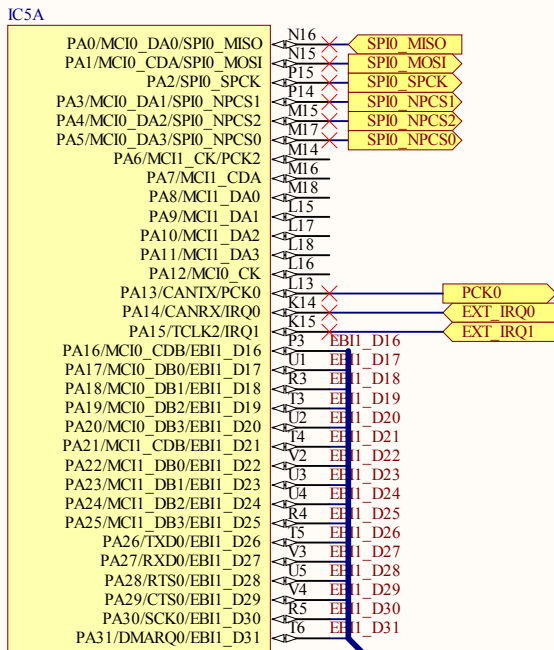 IC5A
PA0/MCI0_DA0/SPI0_MISO N16 SPI0_MISO
PA1/MCI0_CDA/SPI0_MOSI N15 SPI0_MOSI
PA2/SPI0_SPCK P15 SPI0_SPCK
PA3/MCI0_DA1/SPI0_NPCS1 P14 SPI0_NPCS1
PA4/MCI0_DA2/SPI0_NPCS2 M15 SPI0_NPCS2
PA5/MCI0_DA3/SPI0_NPCS0 M17 SPI0_NPCS0
PA6/MCI1_CK/PCK2 M14
PA7/MCI1_CDA M16
PA8/MCI1_DA0 M18
PA9/MCI1_DA1 L15
PA10/MCI1_DA2 L17
PA11/MCI1_DA3 L18
PA12/MCI0_CK L16
PA13/CANTX/PCK0 L13 PCK0
PA14/CANRX/IRQ0 K14 EXT_IRQ0
PA15/TCLK2/IRQ1 K15 EXT_IRQ1
PA16/MCI0_CDB/EBI1_D16 P3 EBI1_D16
PA17/MCI0_DB0/EBI1_D17 U1 EBI1_D17
PA18/MCI0_DB1/EBI1_D18 R3 EBI1_D18
PA19/MCI0_DB2/EBI1_D19 T3 EBI1_D19
PA20/MCI0_DB3/EBI1_D20 U2 EBI1_D20
PA21/MCI1_CDB/EBI1_D21 T4 EBI1_D21
PA22/MCI1_DB0/EBI1_D22 V2 EBI1_D22
PA23/MCI1_DB1/EBI1_D23 U3 EBI1_D23
PA24/MCI1_DB2/EBI1_D24 U4 EBI1_D24
PA25/MCI1_DB3/EBI1_D25 R4 EBI1_D25
PA26/TXD0/EBI1_D26 T5 EBI1_D26
PA27/RXD0/EBI1_D27 V3 EBI1_D27
PA28/RTS0/EBI1_D28 U5 EBI1_D28
PA29/CTS0/EBI1_D29 V4 EBI1_D29
PA30/SCK0/EBI1_D30 R5 EBI1_D30
PA31/DMARQ0/EBI1_D31 T6 EBI1_D31